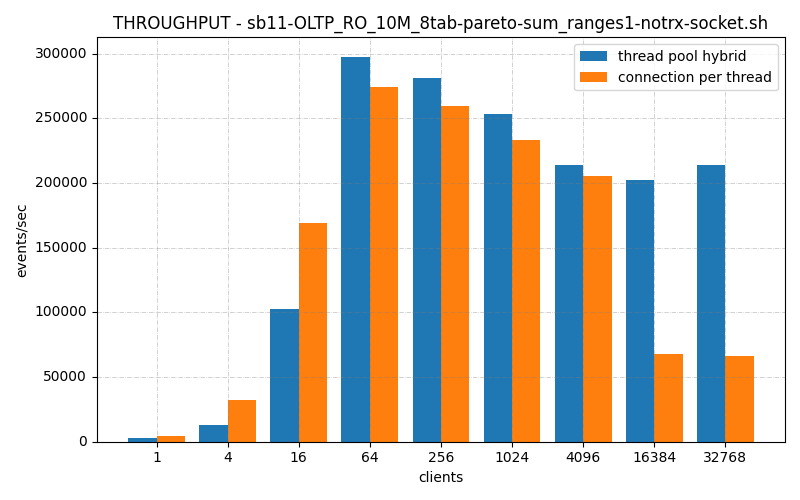 THROUGHPUT - sb11-OLTP_RO_10M_8tab-pareto-sum_ranges1-notrx-socket.sh
thread pool hybrid
connection per thread
events/sec
300000
250000
200000
150000
100000
50000
0
1 4 16 64 256 1024 4096 16384 32768
clients